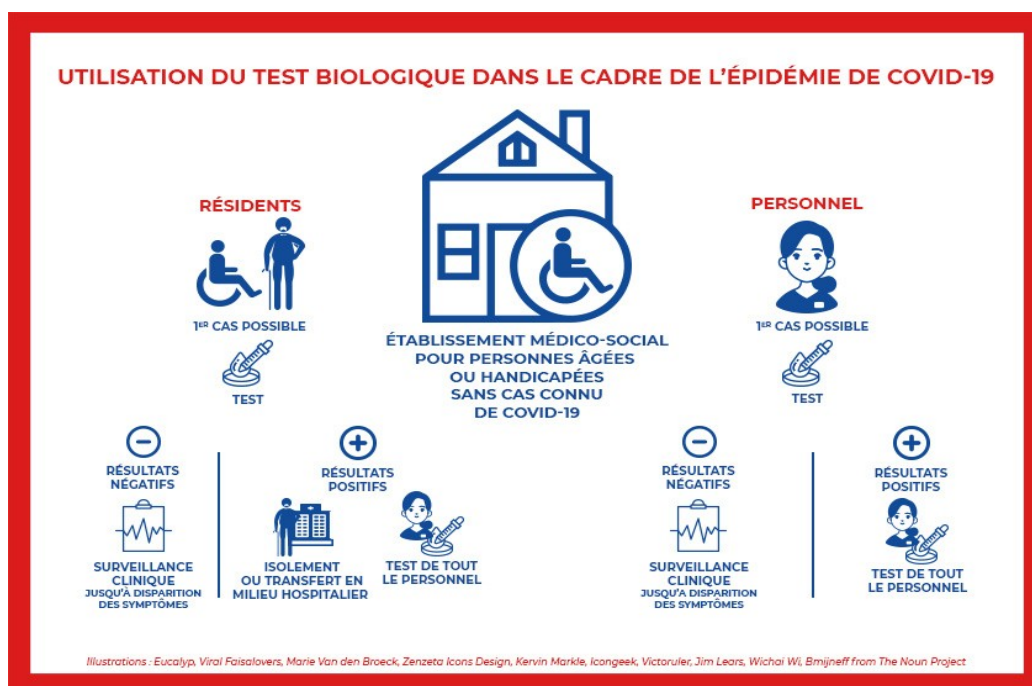 UTILISATION DU TEST BIOLOGIQUE DANS LE CADRE DE L'ÉPIDÉMIE DE COVID-19
RÉSIDENTS
1ER CAS POSSIBLE
TEST
ÉTABLISSEMENT MÉDICO-SOCIAL
POUR PERSONNES ÂGÉES
OU HANDICAPÉES
SANS CAS CONNU
DE COVID-19
PERSONNEL
1ER CAS POSSIBLE
TEST
RÉSULTATS
NÉGATIFS
SURVEILLANCE
CLINIQUE
JUSQU'À DISPARITION
DES SYMPTÔMES
RÉSULTATS
POSITIFS
ISOLEMENT
OU TRANSFERT EN
MILIEU HOSPITALIER
TEST DE TOUT
LE PERSONNEL
RÉSULTATS
NÉGATIFS
SURVEILLANCE
CLINIQUE
JUSQU'À DISPARITION
DES SYMPTÔMES
RÉSULTATS
POSITIFS
TEST DE TOUT
LE PERSONNEL
Illustrations : Eucalyp, Viral Faisalovers, Marie Van den Broeck, Zenzeta Icons Design, Kervin Markle, Icongeek, Victoruler, Jim Lears, Wichai Wi, Bmijneff from The Noun Project